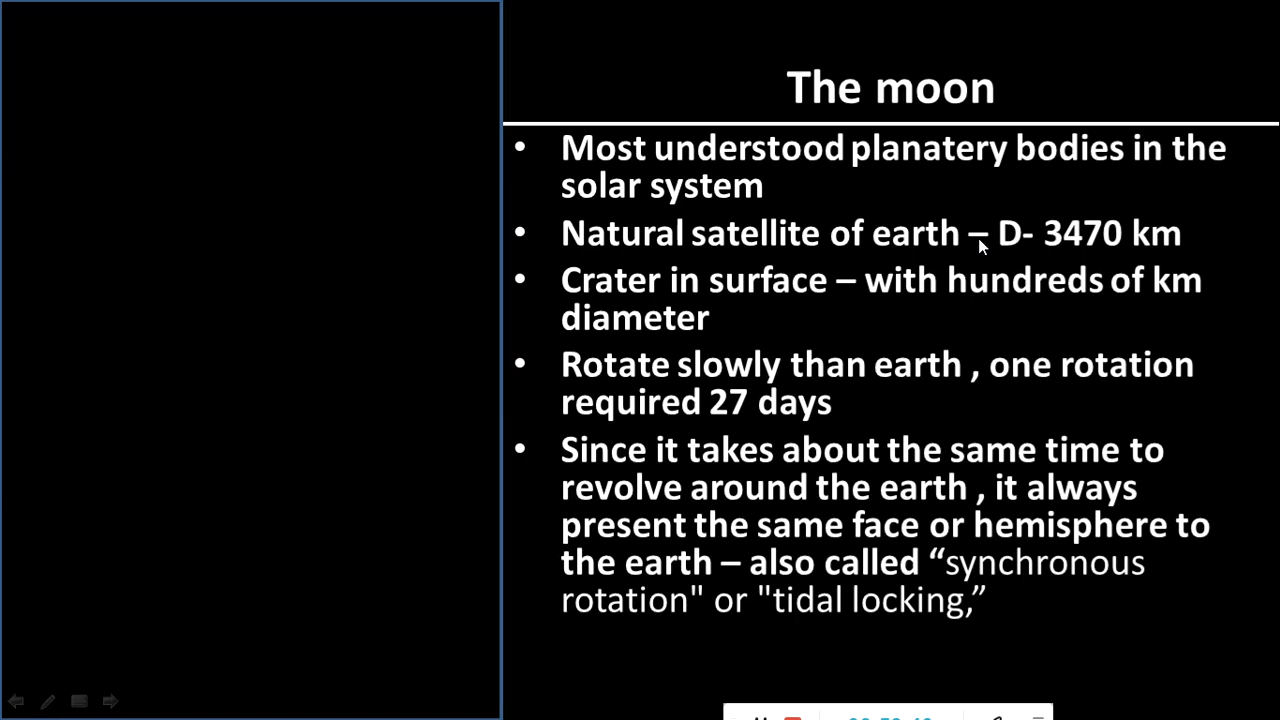 The moon
• Most understood planatery bodies in the
solar system
• Natural satellite of earth – D- 3470 km
• Crater in surface – with hundreds of km
diameter
• Rotate slowly than earth , one rotation
required 27 days
• Since it takes about the same time to
revolve around the earth , it always
present the same face or hemisphere to
the earth – also called “synchronous
rotation" or "tidal locking,”